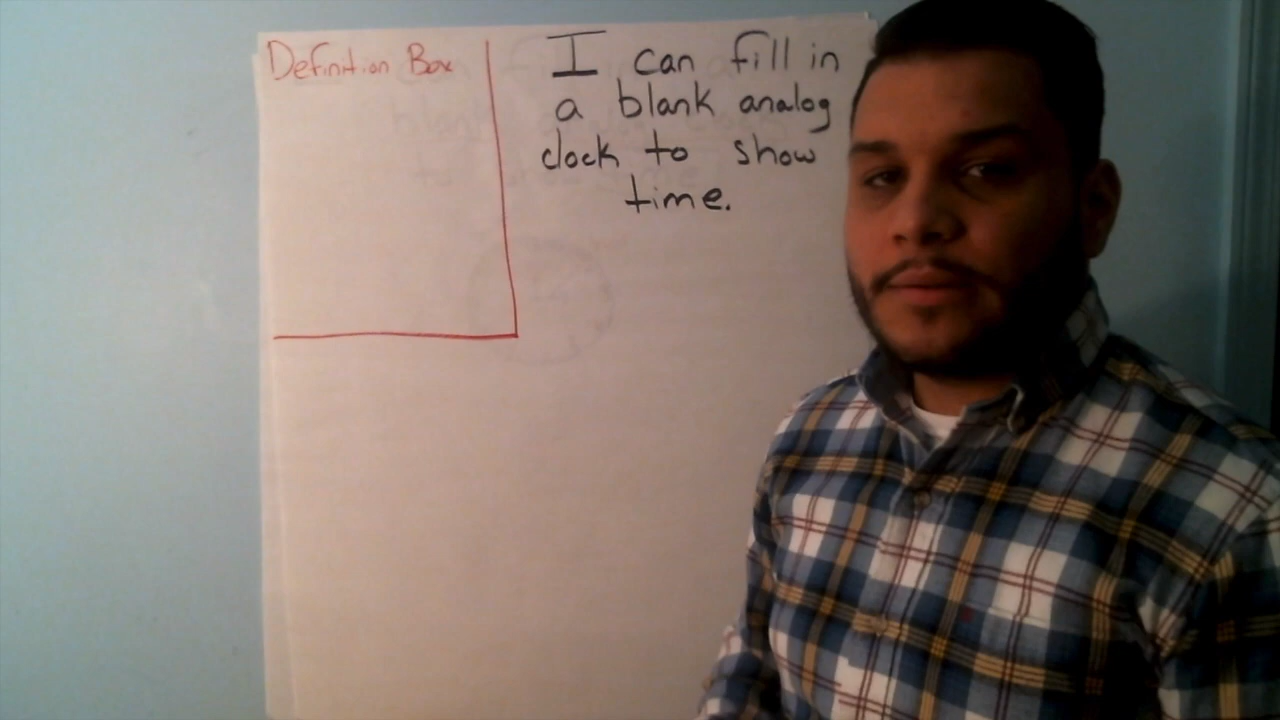 Definition Box
I can fill in
a blank analog
clock to show
time.